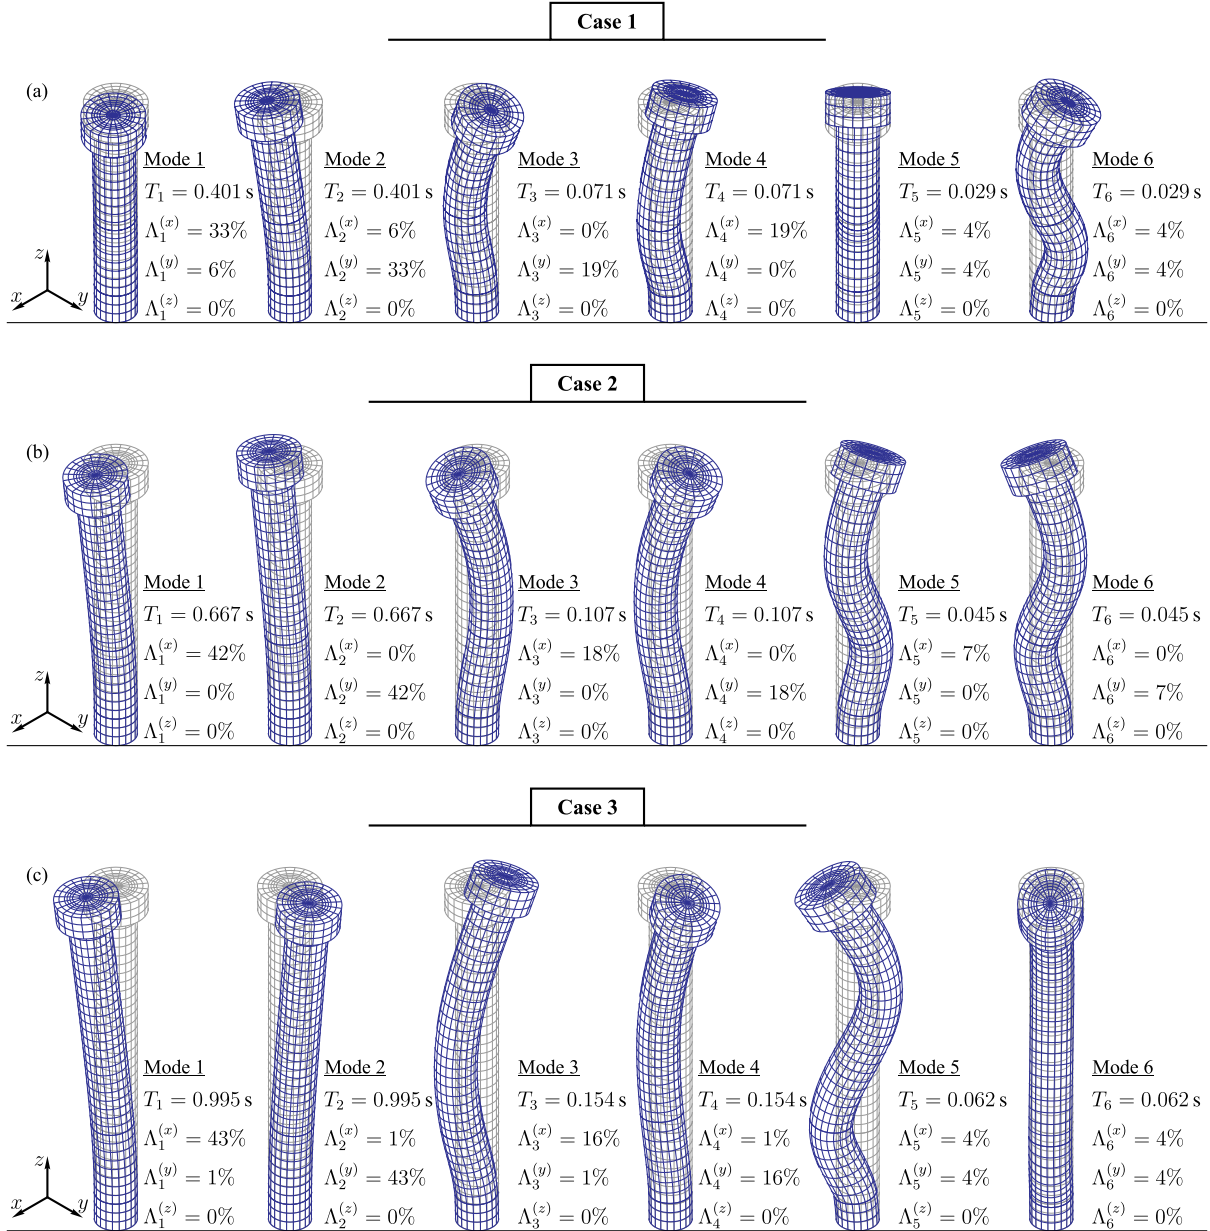 Case 1
(a)
Mode 1 Mode 2 Mode 3 Mode 4 Mode 5 Mode 6
T₁ = 0.401 s T₂ = 0.401 s T₃ = 0.071 s T₄ = 0.071 s T₅ = 0.029 s T₆ = 0.029 s
Λ₁⁽ˣ⁾ = 33% Λ₂⁽ˣ⁾ = 6% Λ₃⁽ˣ⁾ = 0% Λ₄⁽ˣ⁾ = 19% Λ₅⁽ˣ⁾ = 4% Λ₆⁽ˣ⁾ = 4%
z
Λ₁⁽ʸ⁾ = 6% Λ₂⁽ʸ⁾ = 33% Λ₃⁽ʸ⁾ = 19% Λ₄⁽ʸ⁾ = 0% Λ₅⁽ʸ⁾ = 4% Λ₆⁽ʸ⁾ = 4%
x y
Λ₁⁽ᶻ⁾ = 0% Λ₂⁽ᶻ⁾ = 0% Λ₃⁽ᶻ⁾ = 0% Λ₄⁽ᶻ⁾ = 0% Λ₅⁽ᶻ⁾ = 0% Λ₆⁽ᶻ⁾ = 0%
Case 2
(b)
Mode 1 Mode 2 Mode 3 Mode 4 Mode 5 Mode 6
T₁ = 0.667 s T₂ = 0.667 s T₃ = 0.107 s T₄ = 0.107 s T₅ = 0.045 s T₆ = 0.045 s
Λ₁⁽ˣ⁾ = 42% Λ₂⁽ˣ⁾ = 0% Λ₃⁽ˣ⁾ = 18% Λ₄⁽ˣ⁾ = 0% Λ₅⁽ˣ⁾ = 7% Λ₆⁽ˣ⁾ = 0%
z
Λ₁⁽ʸ⁾ = 0% Λ₂⁽ʸ⁾ = 42% Λ₃⁽ʸ⁾ = 0% Λ₄⁽ʸ⁾ = 18% Λ₅⁽ʸ⁾ = 0% Λ₆⁽ʸ⁾ = 7%
x y
Λ₁⁽ᶻ⁾ = 0% Λ₂⁽ᶻ⁾ = 0% Λ₃⁽ᶻ⁾ = 0% Λ₄⁽ᶻ⁾ = 0% Λ₅⁽ᶻ⁾ = 0% Λ₆⁽ᶻ⁾ = 0%
Case 3
(c)
Mode 1 Mode 2 Mode 3 Mode 4 Mode 5 Mode 6
T₁ = 0.995 s T₂ = 0.995 s T₃ = 0.154 s T₄ = 0.154 s T₅ = 0.062 s T₆ = 0.062 s
Λ₁⁽ˣ⁾ = 43% Λ₂⁽ˣ⁾ = 1% Λ₃⁽ˣ⁾ = 16% Λ₄⁽ˣ⁾ = 1% Λ₅⁽ˣ⁾ = 4% Λ₆⁽ˣ⁾ = 4%
z
Λ₁⁽ʸ⁾ = 1% Λ₂⁽ʸ⁾ = 43% Λ₃⁽ʸ⁾ = 1% Λ₄⁽ʸ⁾ = 16% Λ₅⁽ʸ⁾ = 4% Λ₆⁽ʸ⁾ = 4%
x y
Λ₁⁽ᶻ⁾ = 0% Λ₂⁽ᶻ⁾ = 0% Λ₃⁽ᶻ⁾ = 0% Λ₄⁽ᶻ⁾ = 0% Λ₅⁽ᶻ⁾ = 0% Λ₆⁽ᶻ⁾ = 0%